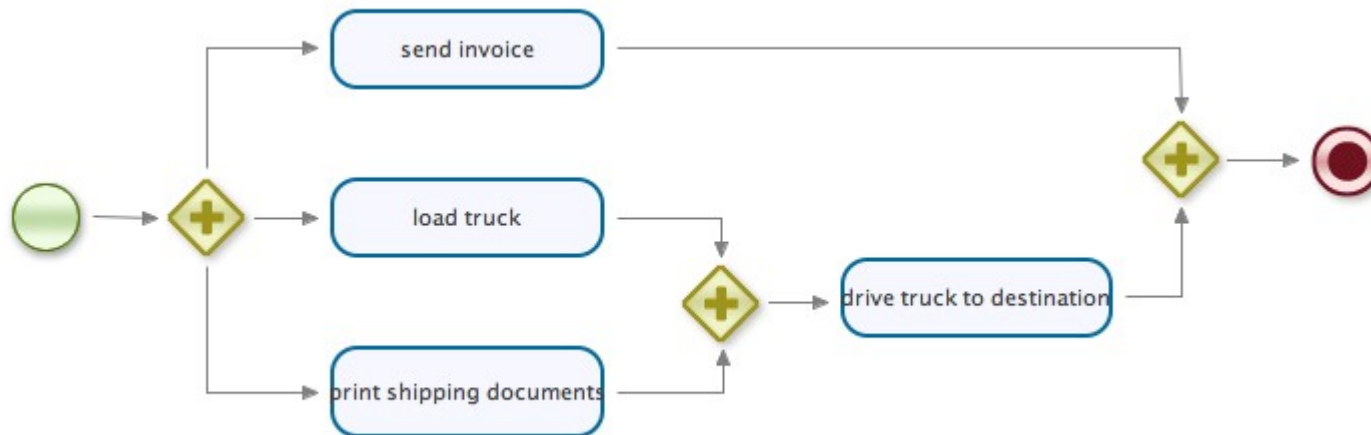 send invoice
load truck
drive truck to destination
print shipping documents